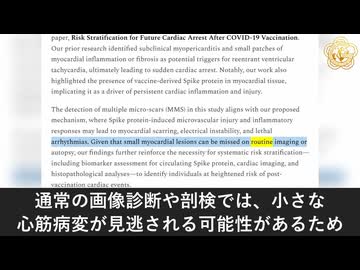 paper, Risk Stratification for Future Cardiac Arrest After COVID-19 Vaccination.
Our prior research identified subclinical myopericarditis and small patches of
myocardial inflammation or fibrosis as potential triggers for reentrant ventricular
tachycardia, ultimately leading to sudden cardiac arrest. Notably, our work also
highlighted the presence of vaccine-derived Spike protein in myocardial tissue,
implicating it as a driver of persistent cardiac inflammation and injury.
The detection of multiple micro-scars (MMS) in this study aligns with our proposed
mechanism, where Spike protein-induced microvascular injury and inflammatory
responses may lead to myocardial scarring, electrical instability, and lethal
arrhythmias. Given that small myocardial lesions can be missed on routine imaging or
autopsy, our findings further reinforce the necessity for systematic risk stratification—
including biomarker assessment for circulating Spike protein, cardiac imaging, and
histopathological analyses—to identify individuals at heightened risk of post-
vaccination cardiac events.
通常の画像診断や剖検では、小さな
心筋病変が見逃される可能性があるため